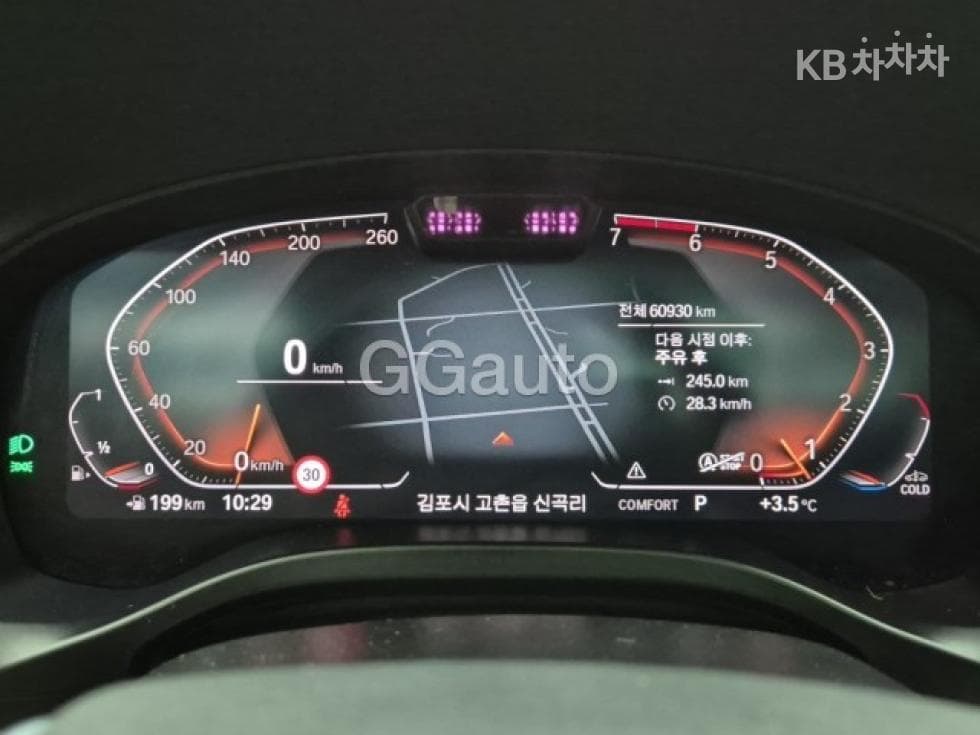 KB차차차
260
200
140
100
60
40
20
0 km/h
0 km/h
30
1
½
0
199 km
10:29
GGauto
김포시 고촌읍 신곡리
7
6
5
4
3
2
1
0
전체 60930 km
다음 시점 이후:
주유 후
245.0 km
28.3 km/h
A START
STOP
COMFORT P
+3.5 °C
COLD